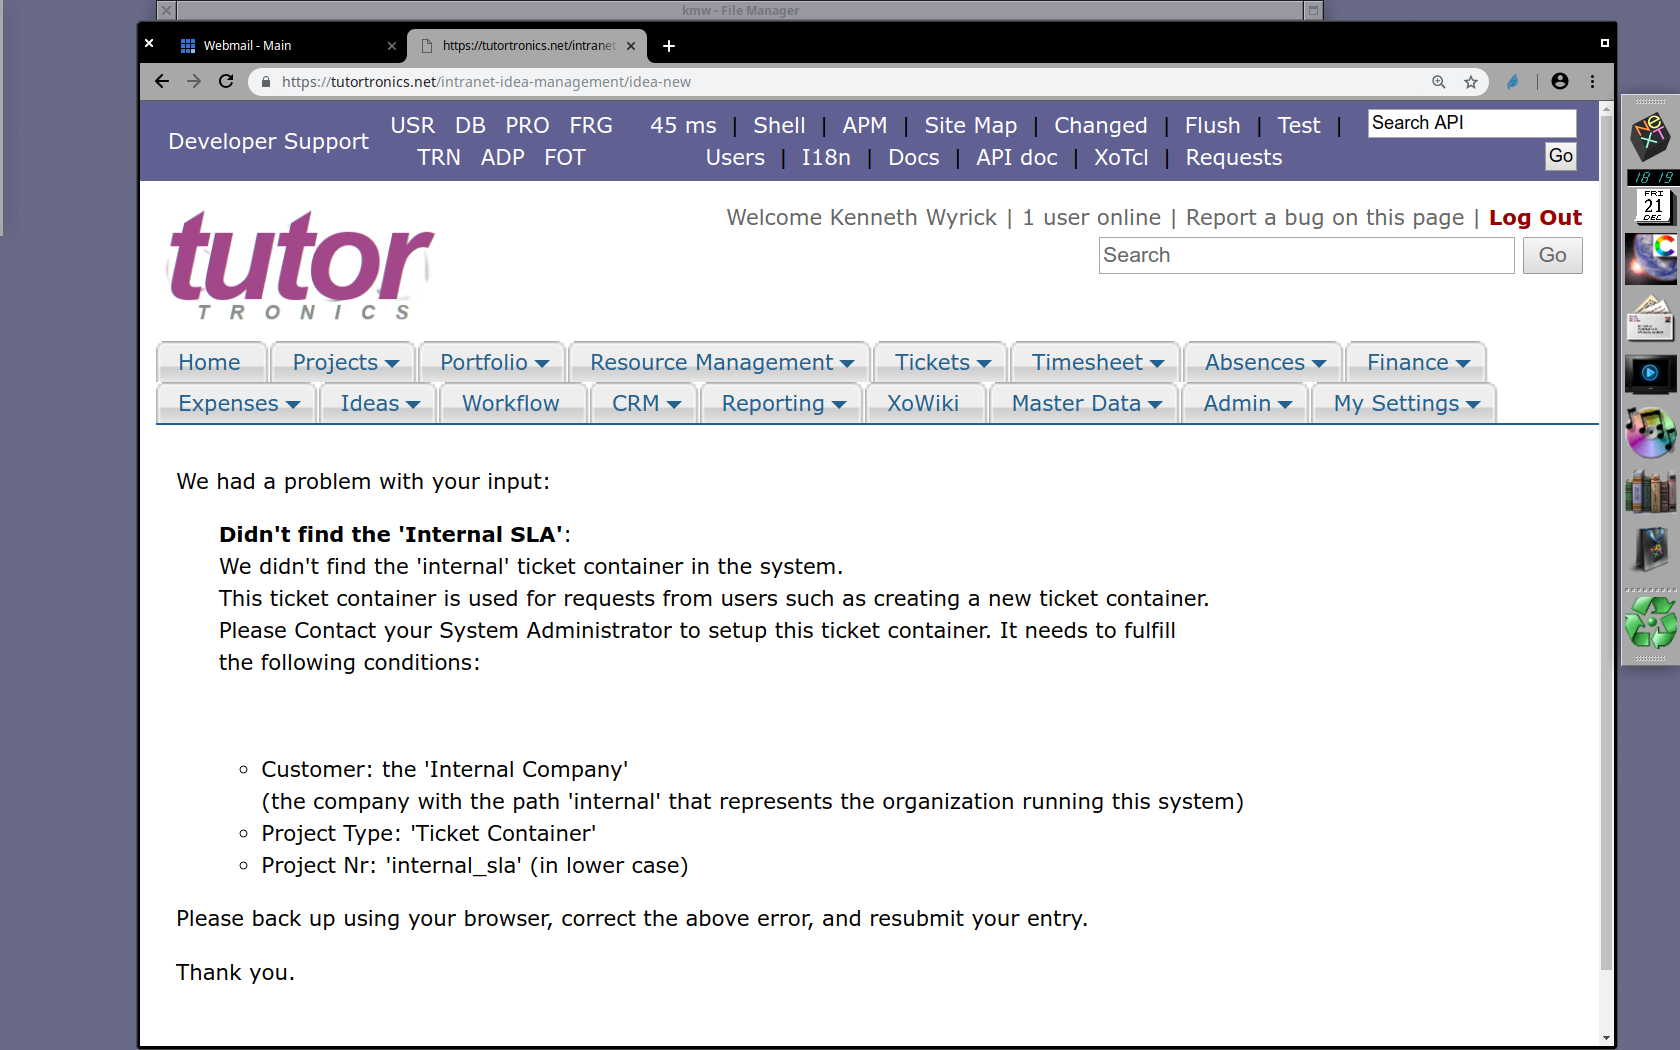 kmw - File Manager
Webmail - Main
https://tutortronics.net/intranet
https://tutortronics.net/intranet-idea-management/idea-new
Developer Support
USR DB PRO FRG
TRN ADP FOT
45 ms | Shell | APM | Site Map | Changed | Flush | Test |
Users | I18n | Docs | API doc | XoTcl | Requests
Search API
Go
tutor
TRONICS
Welcome Kenneth Wyrick | 1 user online | Report a bug on this page | Log Out
Search
Go
Home Projects Portfolio Resource Management Tickets Timesheet Absences Finance
Expenses Ideas Workflow CRM Reporting XoWiki Master Data Admin My Settings
We had a problem with your input:
Didn't find the 'Internal SLA':
We didn't find the 'internal' ticket container in the system.
This ticket container is used for requests from users such as creating a new ticket container.
Please Contact your System Administrator to setup this ticket container. It needs to fulfill
the following conditions:
Customer: the 'Internal Company'
(the company with the path 'internal' that represents the organization running this system)
Project Type: 'Ticket Container'
Project Nr: 'internal_sla' (in lower case)
Please back up using your browser, correct the above error, and resubmit your entry.
Thank you.
NeXT
18 19
FRI
21
DEC
C